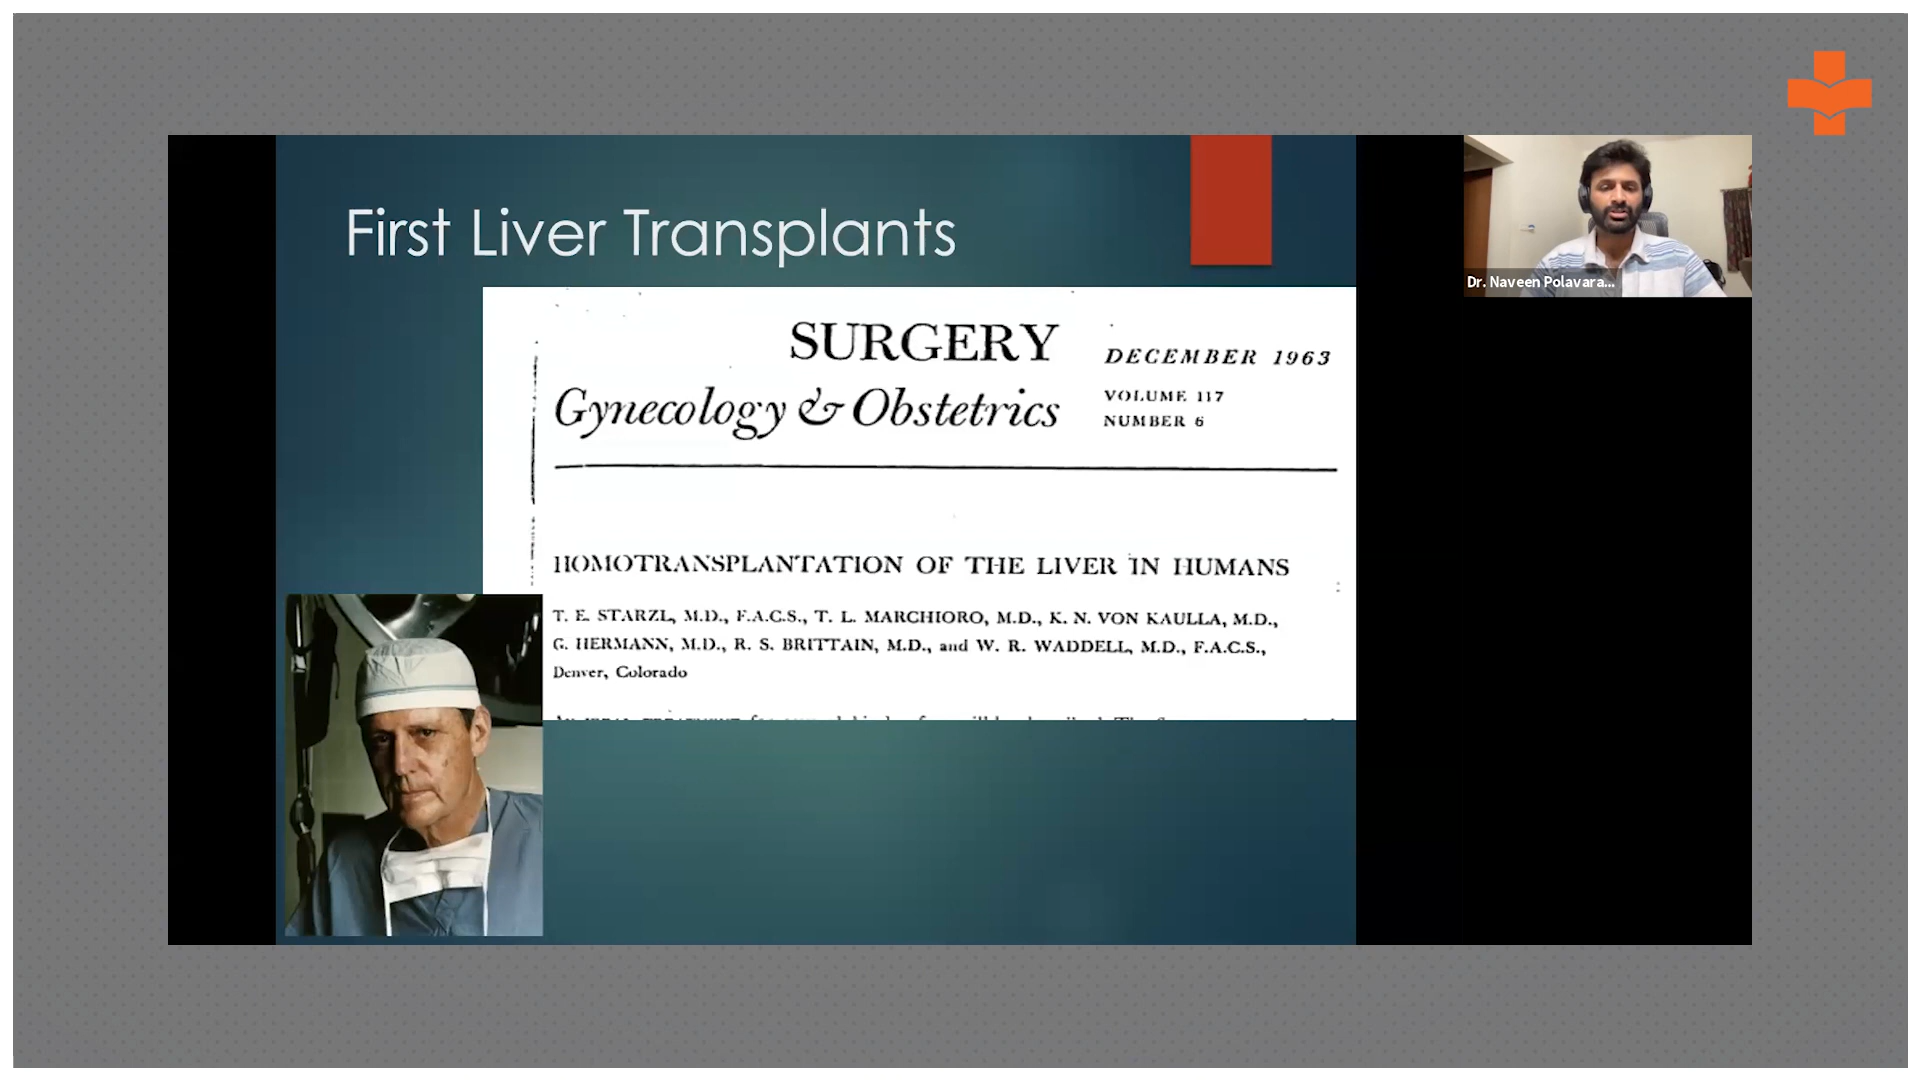 First Liver Transplants
SURGERY
Gynecology & Obstetrics
DECEMBER 1963
VOLUME 117
NUMBER 6
HOMOTRANSPLANTATION OF THE LIVER IN HUMANS
T. E. STARZL, M.D., F.A.C.S., T. L. MARCHIORO, M.D., K. N. VON KAULLA, M.D.,
G. HERMANN, M.D., R. S. BRITTAIN, M.D., and W. R. WADDELL, M.D., F.A.C.S.,
Denver, Colorado
Dr. Naveen Polavara...